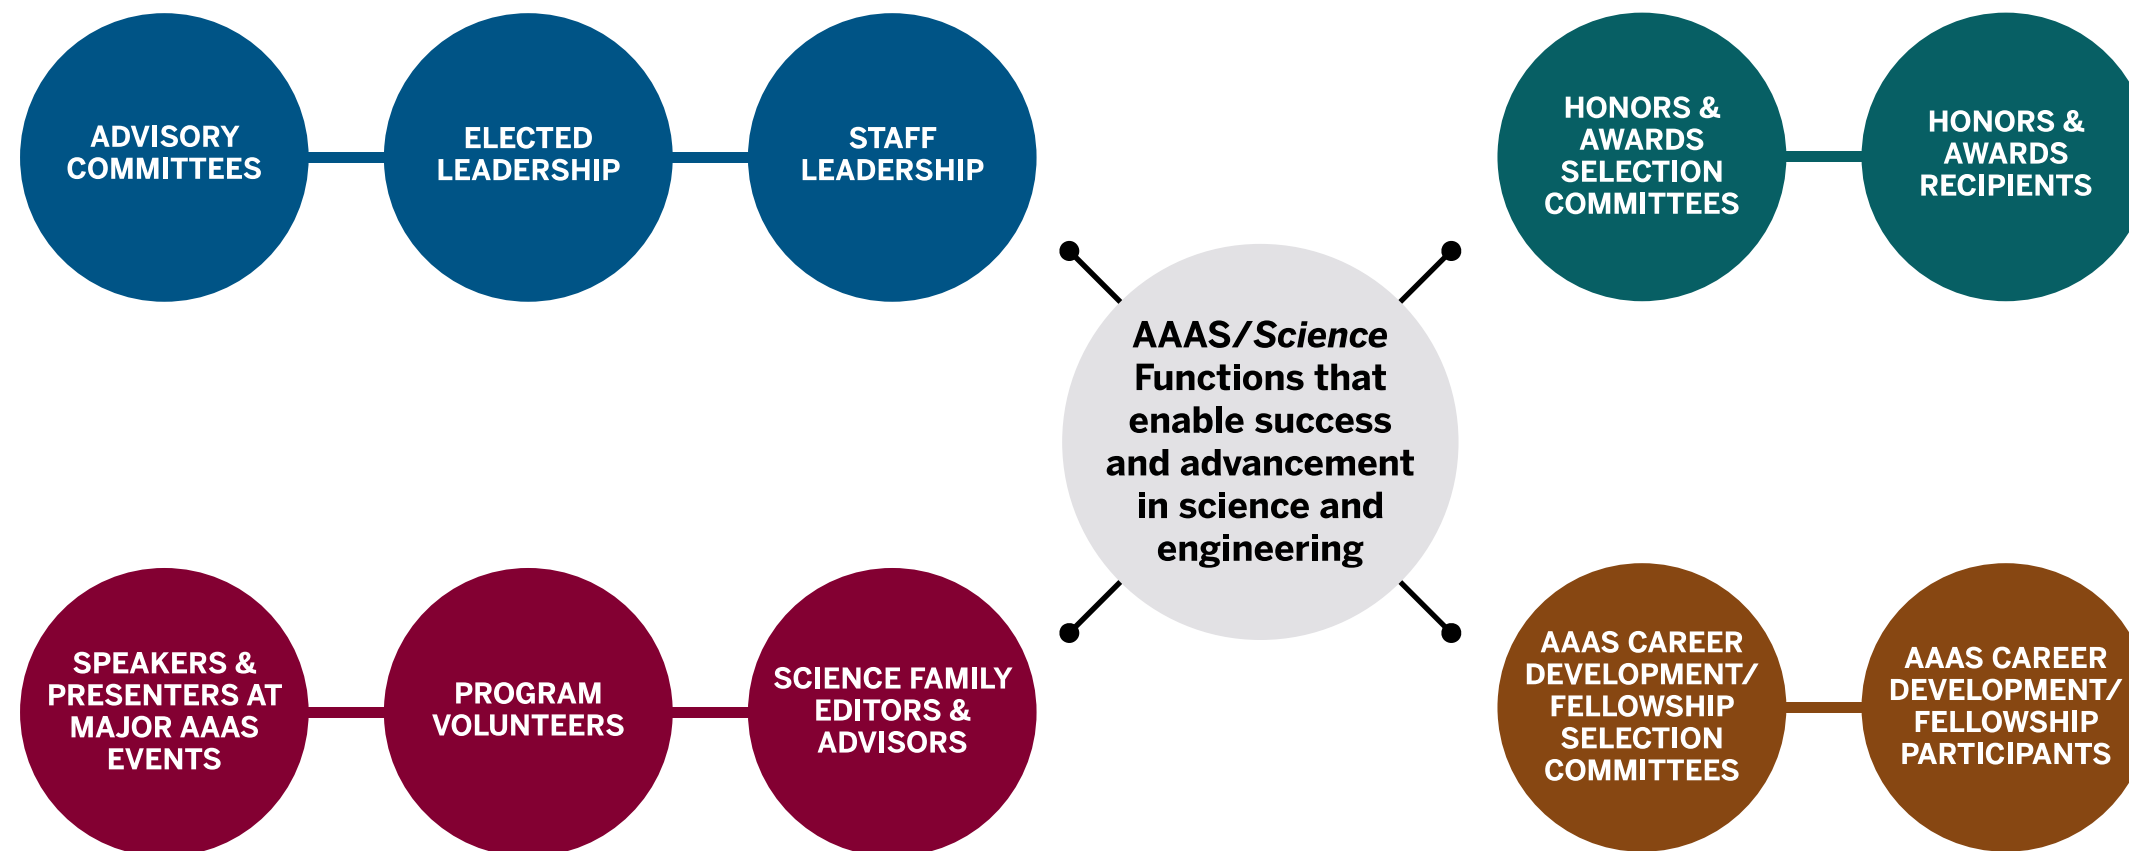 ADVISORY
COMMITTEES
ELECTED
LEADERSHIP
STAFF
LEADERSHIP
HONORS &
AWARDS
SELECTION
COMMITTEES
HONORS &
AWARDS
RECIPIENTS
AAAS/Science
Functions that
enable success
and advancement
in science and
engineering
SPEAKERS &
PRESENTERS AT
MAJOR AAAS
EVENTS
PROGRAM
VOLUNTEERS
SCIENCE FAMILY
EDITORS &
ADVISORS
AAAS CAREER
DEVELOPMENT/
FELLOWSHIP
SELECTION
COMMITTEES
AAAS CAREER
DEVELOPMENT/
FELLOWSHIP
PARTICIPANTS